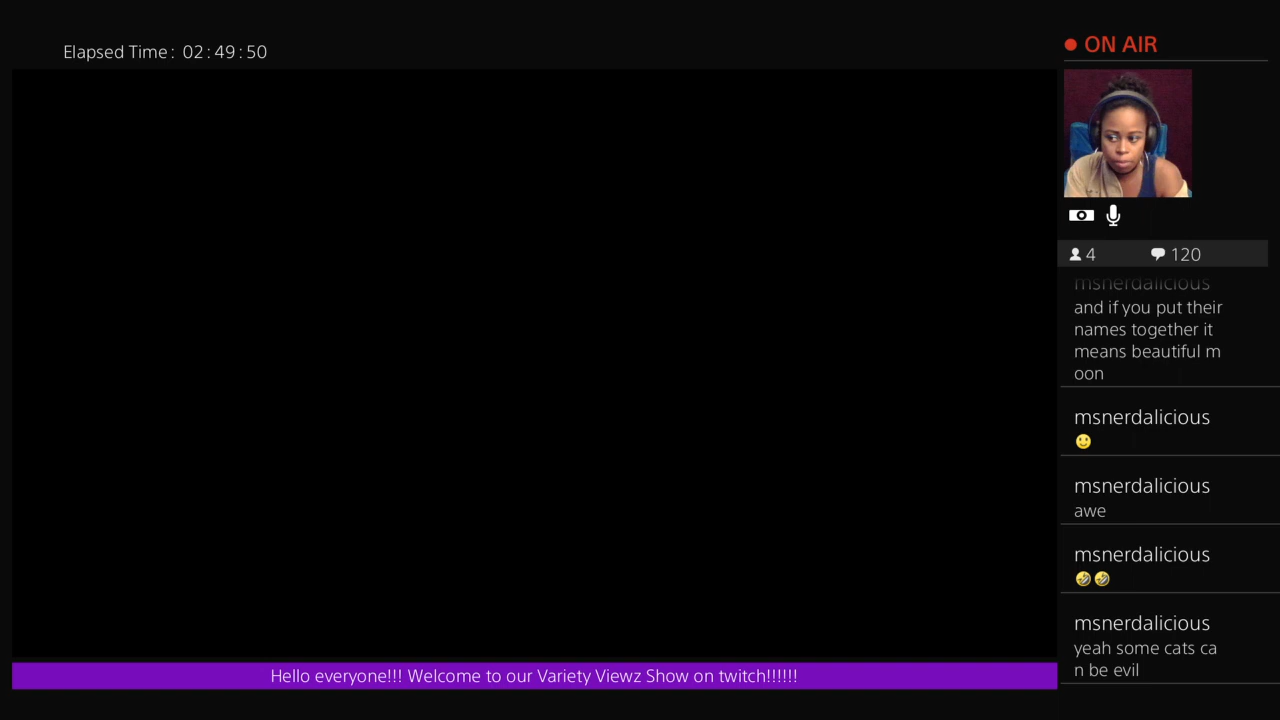 Elapsed Time: 02:49:50
ON AIR
4
120
msnerdalicious
and if you put their
names together it
means beautiful m
oon
msnerdalicious
msnerdalicious
awe
msnerdalicious
msnerdalicious
yeah some cats ca
n be evil
Hello everyone!!! Welcome to our Variety Viewz Show on twitch!!!!!!